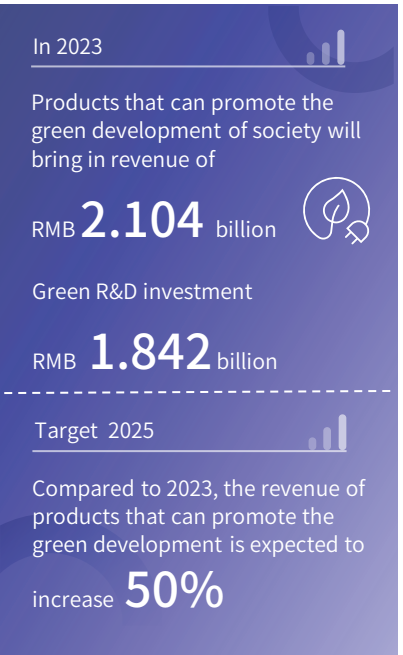 In 2023
Products that can promote the
green development of society will
bring in revenue of
RMB 2.104 billion
Green R&D investment
RMB 1.842 billion
Target 2025
Compared to 2023, the revenue of
products that can promote the
green development is expected to
increase 50%